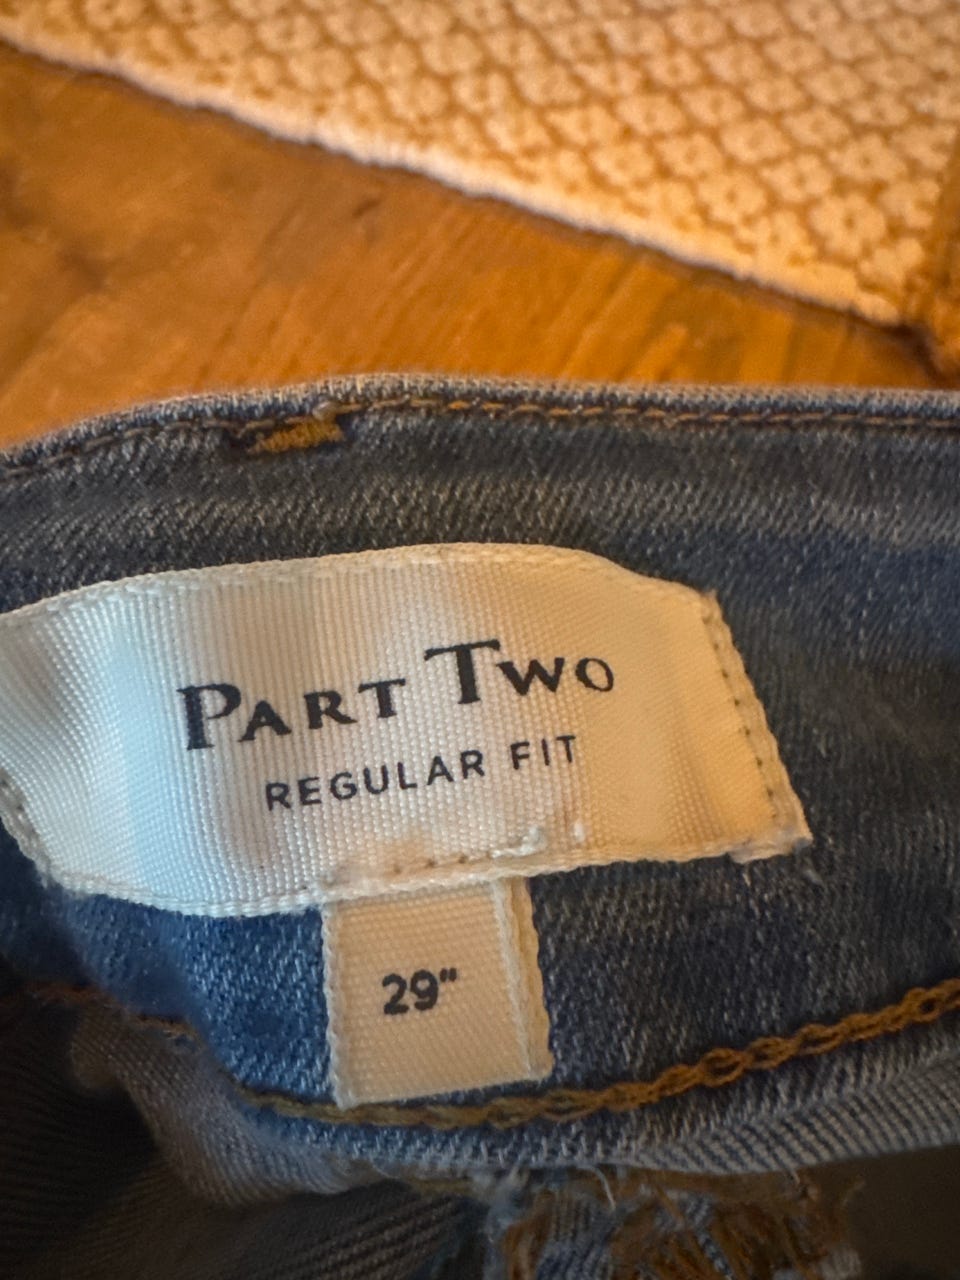 PART TWO
REGULAR FIT
29"